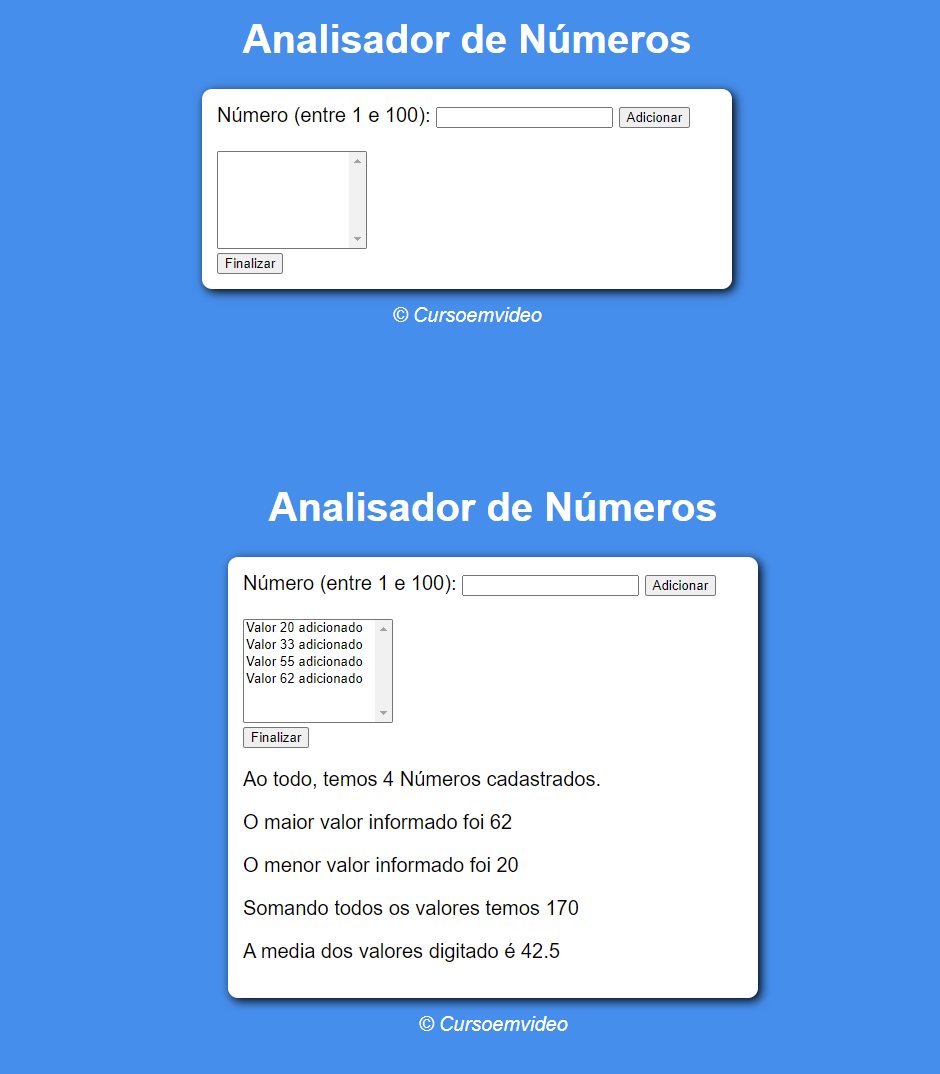 Analisador de Números
Número (entre 1 e 100): Adicionar
Finalizar
© Cursoemvideo
Analisador de Números
Número (entre 1 e 100): Adicionar
Valor 20 adicionado
Valor 33 adicionado
Valor 55 adicionado
Valor 62 adicionado
Finalizar
Ao todo, temos 4 Números cadastrados.
O maior valor informado foi 62
O menor valor informado foi 20
Somando todos os valores temos 170
A media dos valores digitado é 42.5
© Cursoemvideo